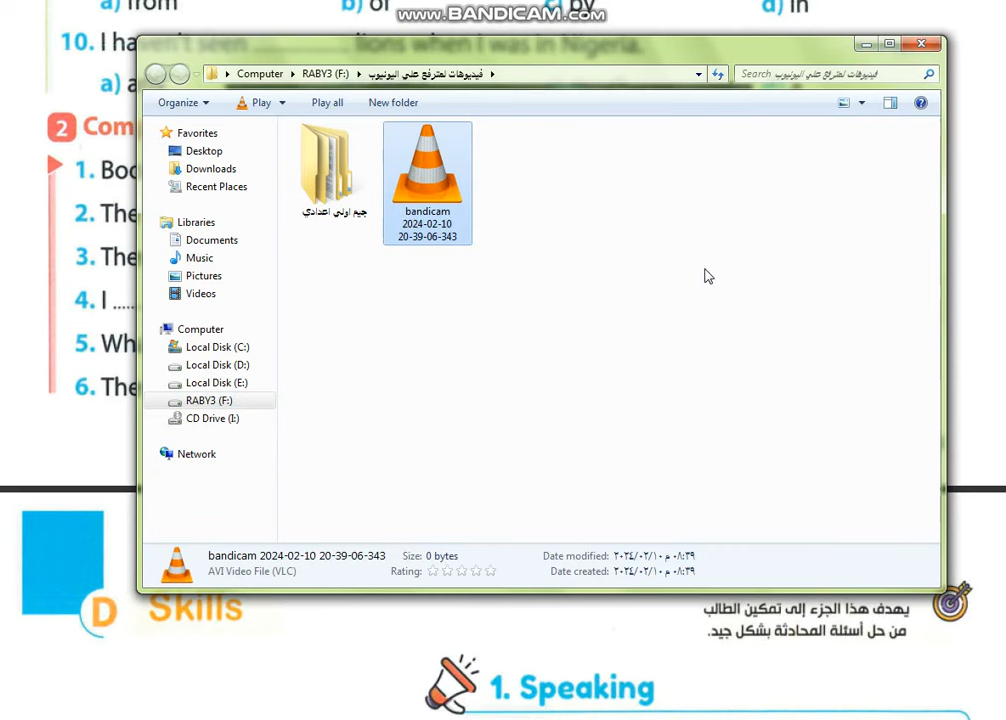 a) from
b) of
c) by
d) in
www.BANDICAM.com
10. I haven't seen .............. lions when I was in Nigeria.
a) a
2 Com
1. Boo
2. The
3. The
4. I .....
5. Wh
6. The
Computer
RABY3 (F:)
فيديوهات لمترفع علي اليوتيوب
Search فيديوهات لمترفع علي اليوتيوب
Organize
Play
Play all
New folder
Favorites
Desktop
Downloads
Recent Places
Libraries
Documents
Music
Pictures
Videos
Computer
Local Disk (C:)
Local Disk (D:)
Local Disk (E:)
RABY3 (F:)
CD Drive (I:)
Network
جيم اولي اعدادي
bandicam
2024-02-10
20-39-06-343
bandicam 2024-02-10 20-39-06-343
AVI Video File (VLC)
Size: 0 bytes
Rating:
Date modified: ٢٠٢٤/٠٢/١٠ ٠٨:٣٩ م
Date created: ٢٠٢٤/٠٢/١٠ ٠٨:٣٩ م
D Skills
يهدف هذا الجزء إلى تمكين الطالب
من حل أسئلة المحادثة بشكل جيد.
1. Speaking